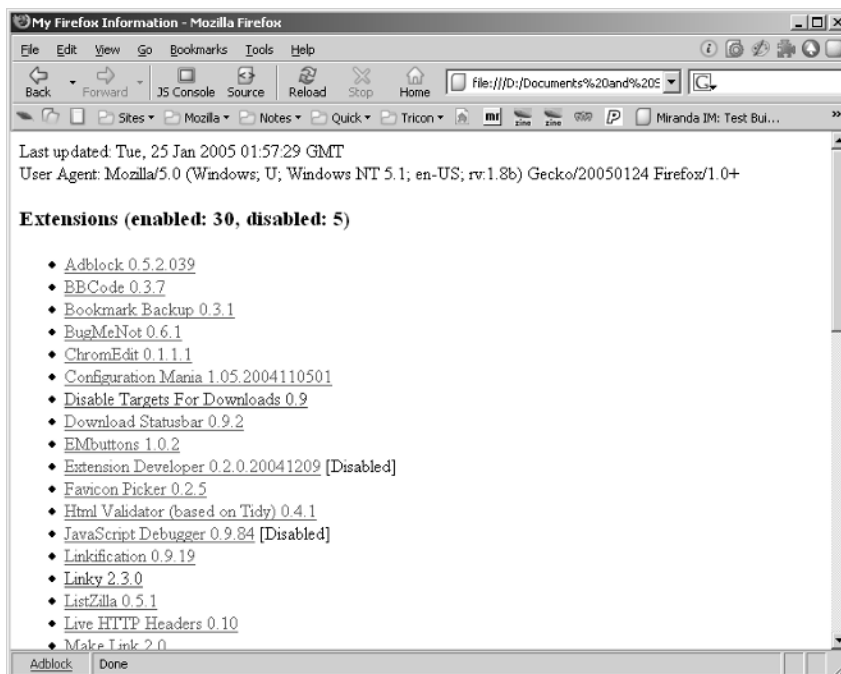 My Firefox Information - Mozilla Firefox
File Edit View Go Bookmarks Tools Help
Back Forward JS Console Source Reload Stop Home file:///D:/Documents%20and%20S G
Sites Mozilla Notes Quick Tricon mr zine zine P Miranda IM: Test Bui... »
Last updated: Tue, 25 Jan 2005 01:57:29 GMT
User Agent: Mozilla/5.0 (Windows; U; Windows NT 5.1; en-US; rv:1.8b) Gecko/20050124 Firefox/1.0+
Extensions (enabled: 30, disabled: 5)
Adblock 0.5.2.039
BBCode 0.3.7
Bookmark Backup 0.3.1
BugMeNot 0.6.1
ChromEdit 0.1.1.1
Configuration Mania 1.05.2004110501
Disable Targets For Downloads 0.9
Download Statusbar 0.9.2
EMbuttons 1.0.2
Extension Developer 0.2.0.20041209 [Disabled]
Favicon Picker 0.2.5
Html Validator (based on Tidy) 0.4.1
JavaScript Debugger 0.9.84 [Disabled]
Linkification 0.9.19
Linky 2.3.0
ListZilla 0.5.1
Live HTTP Headers 0.10
Make Link 2.0
Adblock Done